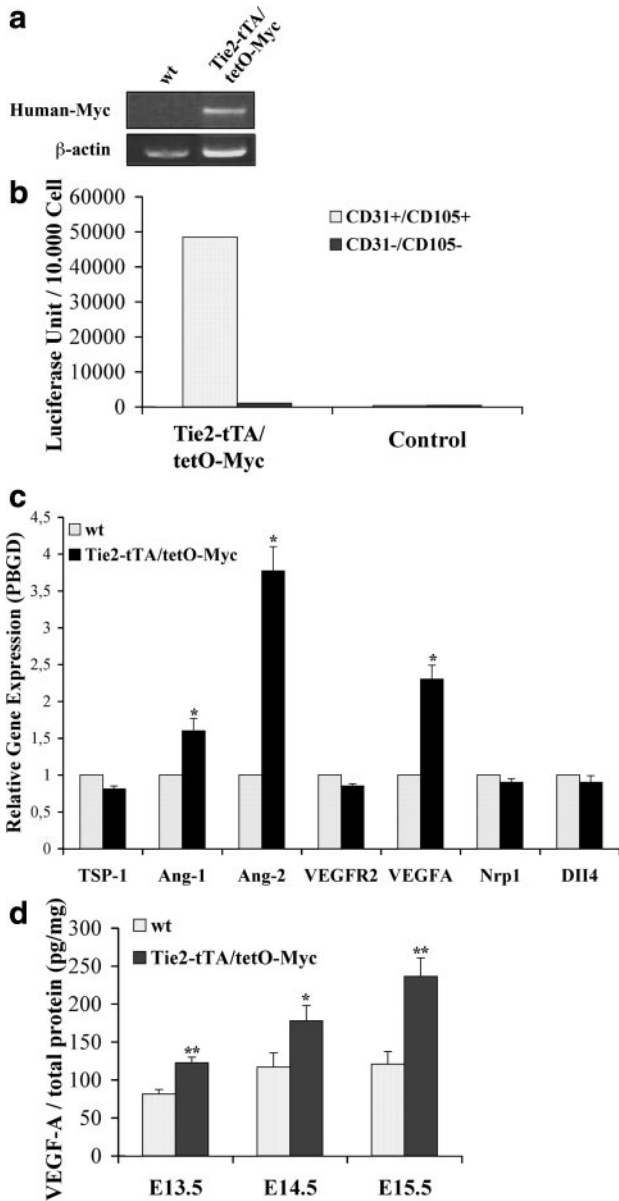 a
wt
Tie2-tTA/
tetO-Myc
Human-Myc
β-actin
b
Luciferase Unit / 10.000 Cell
60000
50000
40000
30000
20000
10000
0
CD31+/CD105+
CD31-/CD105-
Tie2-tTA/
tetO-Myc
Control
c
Relative Gene Expression (PBGD)
4,5
4
3,5
3
2,5
2
1,5
1
0,5
0
wt
Tie2-tTA/tetO-Myc
*
*
*
TSP-1 Ang-1 Ang-2 VEGFR2 VEGFA Nrp1 Dll4
d
VEGF-A / total protein (pg/mg)
300
250
200
150
100
50
0
wt
Tie2-tTA/tetO-Myc
**
*
**
E13.5 E14.5 E15.5